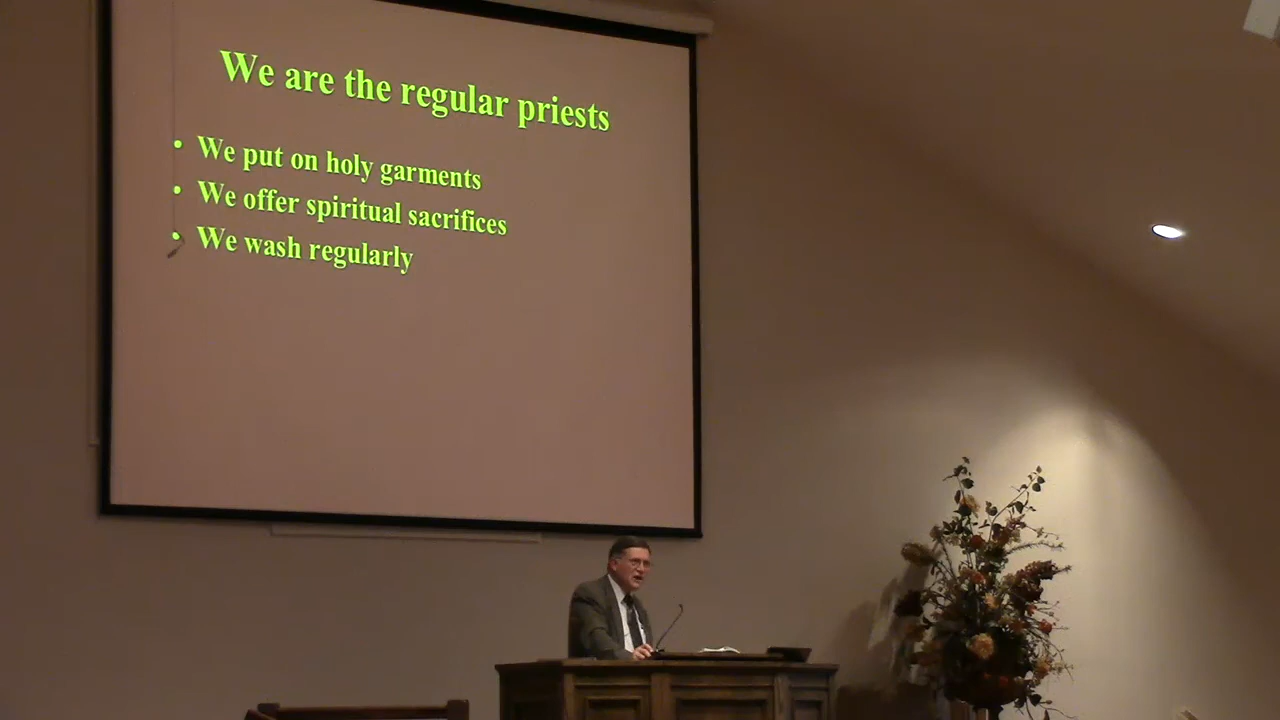 We are the regular priests
• We put on holy garments
• We offer spiritual sacrifices
• We wash regularly